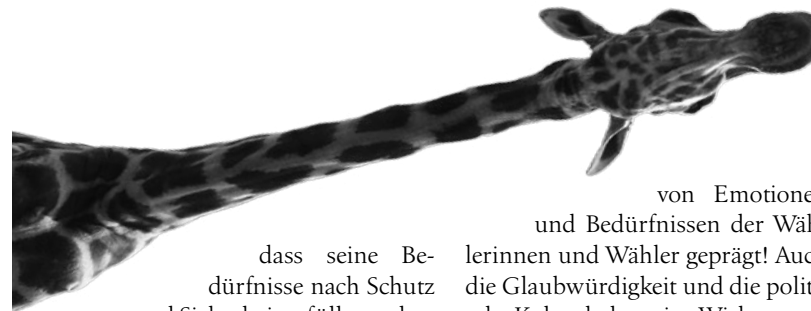 dass seine Be-
dürfnisse nach Schutz
von Emotione
und Bedürfnissen der Wäh
lerinnen und Wähler geprägt! Auc
die Glaubwürdigkeit und die polit